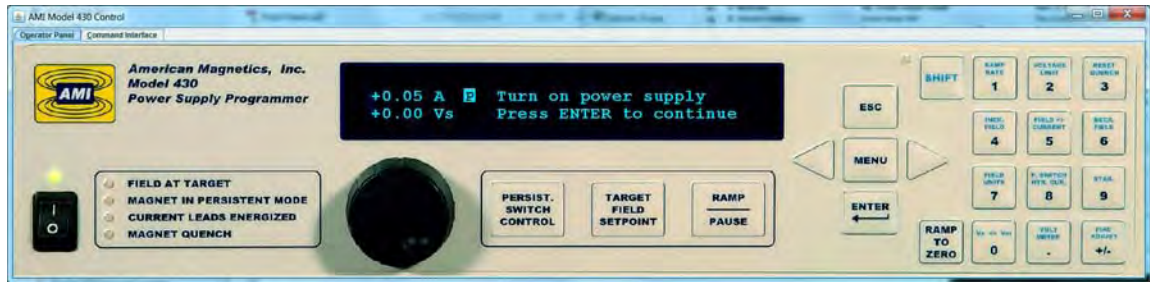 AMI Model 430 Control
Operator Panel
Command Interface
AMI
American Magnetics, Inc.
Model 430
Power Supply Programmer
+0.05 A P Turn on power supply
+0.00 Vs Press ENTER to continue
FIELD AT TARGET
MAGNET IN PERSISTENT MODE
CURRENT LEADS ENERGIZED
MAGNET QUENCH
PERSIST.
SWITCH
CONTROL
TARGET
FIELD
SETPOINT
RAMP
PAUSE
ESC
MENU
ENTER
SHIFT
RAMP
RATE
1
VOLTAGE
LIMIT
2
RESET
QUENCH
3
4
FIELD <>
CURRENT
5
FIELD
6
FIELD
UNITS
7
P. SWITCH
HTR. CUR.
8
9
RAMP
TO
ZERO
0
VOLT
METER
.
FINE
ADJUST
+/-